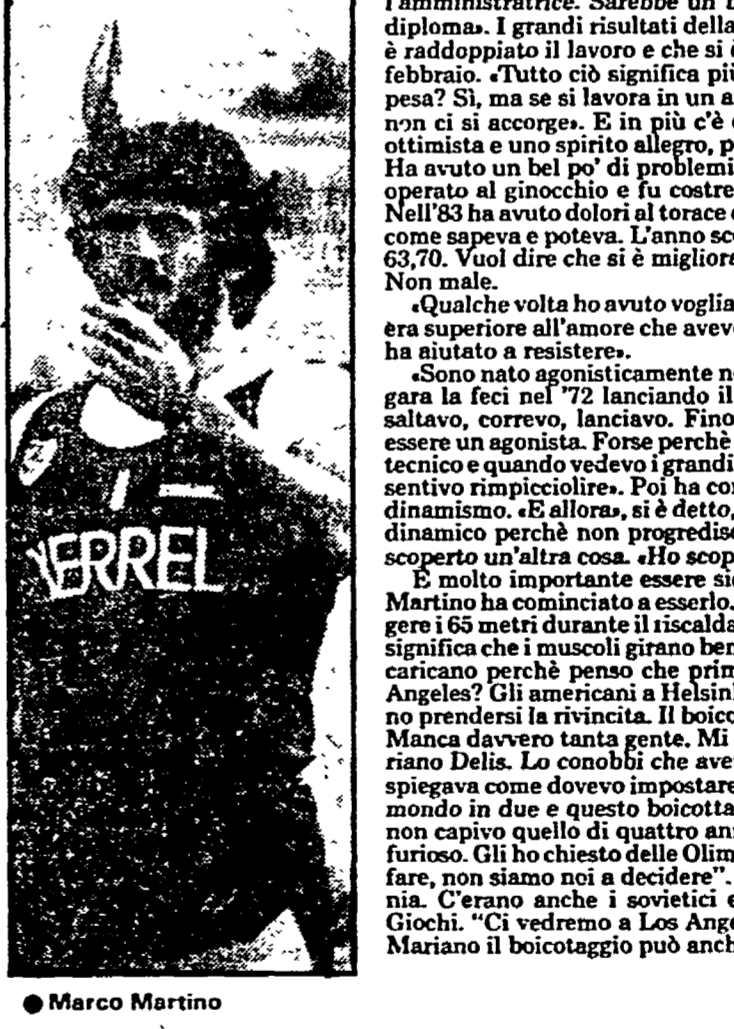 l'amministratrice. Sarebbe un
diploma». I grandi risultati della
è raddoppiato il lavoro e che si
febbraio. «Tutto ciò significa più
pesa? Sì, ma se si lavora in un a
non ci si accorge». E in più c'è
ottimista e uno spirito allegro, p
Ha avuto un bel po' di problemi
operato al ginocchio e fu costre
Nell'83 ha avuto dolori al torace
come sapeva e poteva. L'anno sc
63,70. Vuol dire che si è miglior
Non male.
«Qualche volta ho avuto voglia
èra superiore all'amore che avev
ha aiutato a resistere».
«Sono nato agonisticamente n
gara la feci nel '72 lanciando il
saltavo, correvo, lanciavo. Fino
essere un agonista. Forse perchè
tecnico e quando vedevo i grandi
sentivo rimpicciolire». Poi ha co
dinamismo. «E allora», si è detto,
dinamico perchè non progredis
scoperto un'altra cosa. «Ho scop
È molto importante essere si
Martino ha cominciato a esserlo.
gere i 65 metri durante il riscalda
significa che i muscoli girano ben
caricano perchè penso che prim
Angeles? Gli americani a Helsin
no prendersi la rivincita. Il boico
Manca davvero tanta gente. Mi
riano Delis. Lo conobbi che ave
spiegava come dovevo impostare
mondo in due e questo boicotta
non capivo quello di quattro an
furioso. Gli ho chiesto delle Olim
fare, non siamo noi a decidere”.
nia. C'erano anche i sovietici e
Giochi. “Ci vedremo a Los Ange
Mariano il boicotaggio può anch
VERREL
● Marco Martino